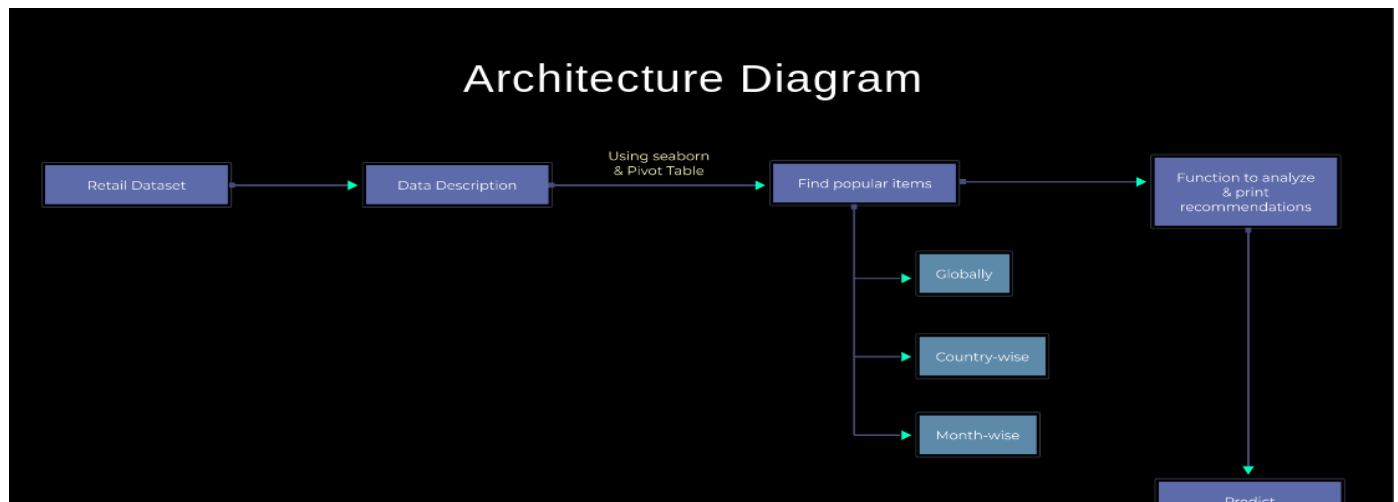 Architecture Diagram
Using seaborn
& Pivot Table
Retail Dataset
Data Description
Find popular items
Function to analyze
& print
recommendations
Globally
Country-wise
Month-wise
Predict